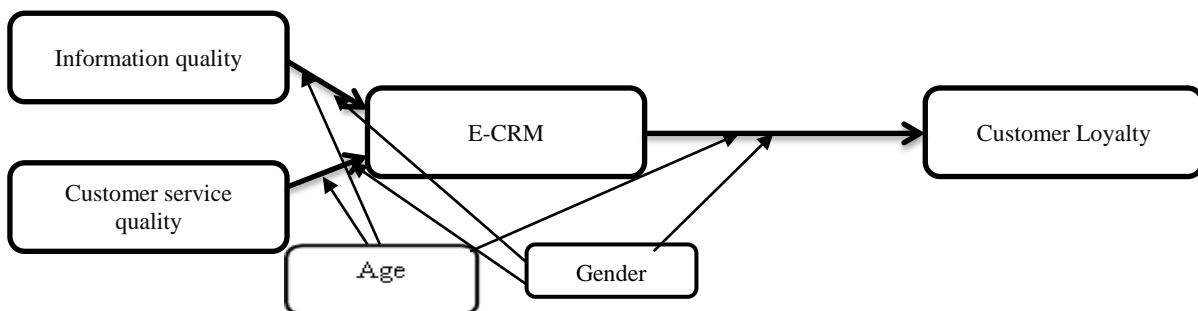 Information quality
E-CRM
Customer Loyalty
Customer service
quality
Age
Gender